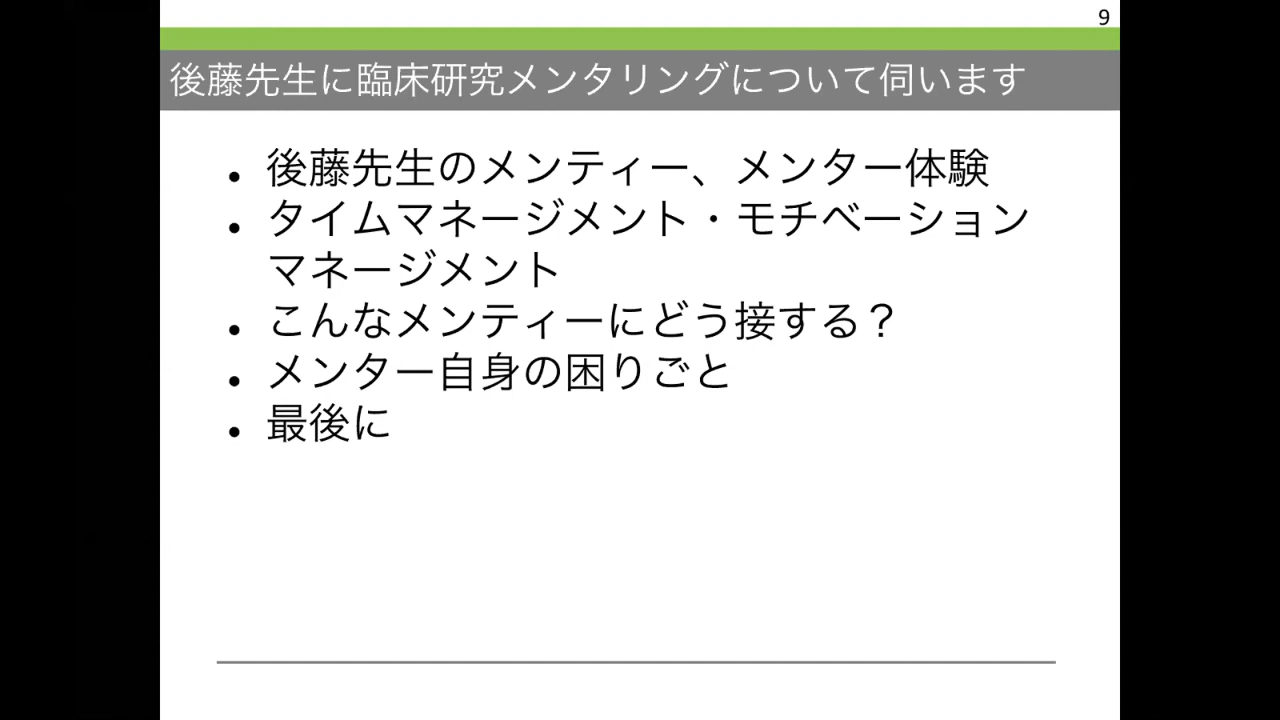 9
後藤先生に臨床研究メンタリングについて伺います
• 後藤先生のメンティー、メンター体験
• タイムマネージメント・モチベーション
マネージメント
• こんなメンティーにどう接する？
• メンター自身の困りごと
• 最後に